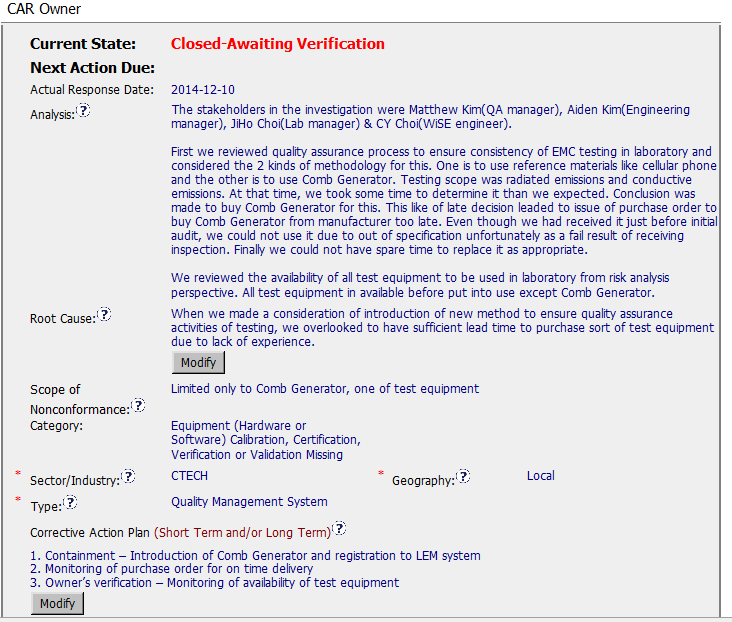 CAR Owner
Current State: Closed-Awaiting Verification
Next Action Due:
Actual Response Date: 2014-12-10
Analysis: ? The stakeholders in the investigation were Matthew Kim(QA manager), Aiden Kim(Engineering
manager), JiHo Choi(Lab manager) & CY Choi(WiSE engineer).
First we reviewed quality assurance process to ensure consistency of EMC testing in laboratory and
considered the 2 kinds of methodology for this. One is to use reference materials like cellular phone
and the other is to use Comb Generator. Testing scope was radiated emissions and conductive
emissions. At that time, we took some time to determine it than we expected. Conclusion was
made to buy Comb Generator for this. This like of late decision leaded to issue of purchase order to
buy Comb Generator from manufacturer too late. Even though we had received it just before initial
audit, we could not use it due to out of specification unfortunately as a fail result of receiving
inspection. Finally we could not have spare time to replace it as appropriate.
We reviewed the availability of all test equipment to be used in laboratory from risk analysis
perspective. All test equipment in available before put into use except Comb Generator.
Root Cause: ? When we made a consideration of introduction of new method to ensure quality assurance
activities of testing, we overlooked to have sufficient lead time to purchase sort of test equipment
due to lack of experience.
Modify
Scope of Limited only to Comb Generator, one of test equipment
Nonconformance: ?
Category: Equipment (Hardware or
Software) Calibration, Certification,
Verification or Validation Missing
* Sector/Industry: ? CTECH * Geography: ? Local
* Type: ? Quality Management System
Corrective Action Plan (Short Term and/or Long Term) ?
1. Containment – Introduction of Comb Generator and registration to LEM system
2. Monitoring of purchase order for on time delivery
3. Owner's verification – Monitoring of availability of test equipment
Modify